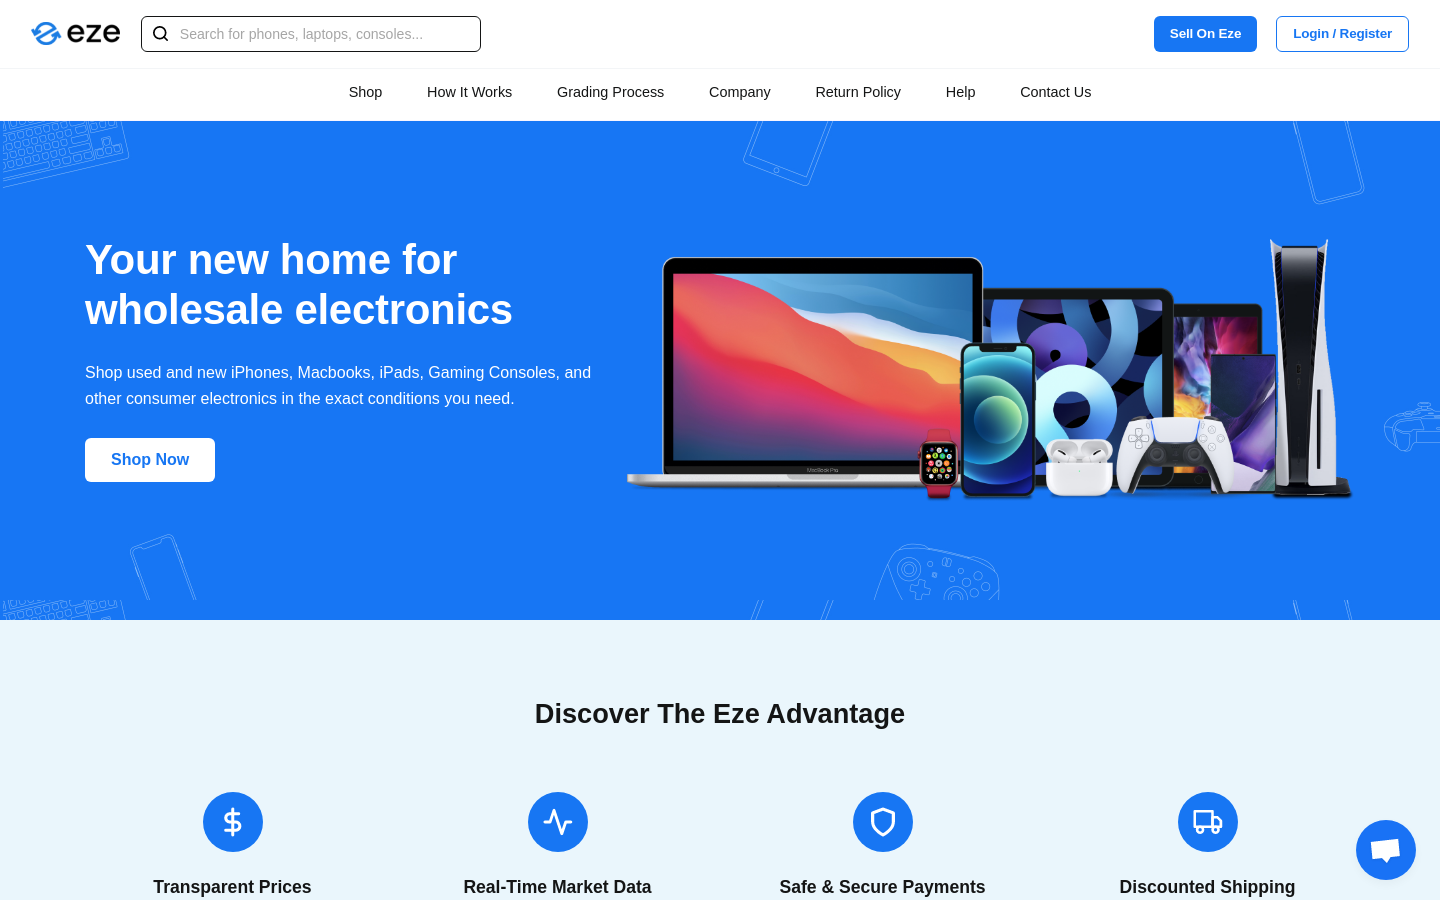 eze
Search for phones, laptops, consoles...
Sell On Eze
Login / Register
Shop
How It Works
Grading Process
Company
Return Policy
Help
Contact Us
Your new home for
wholesale electronics
Shop used and new iPhones, Macbooks, iPads, Gaming Consoles, and
other consumer electronics in the exact conditions you need.
Shop Now
MacBook Pro
Discover The Eze Advantage
Transparent Prices
Real-Time Market Data
Safe & Secure Payments
Discounted Shipping